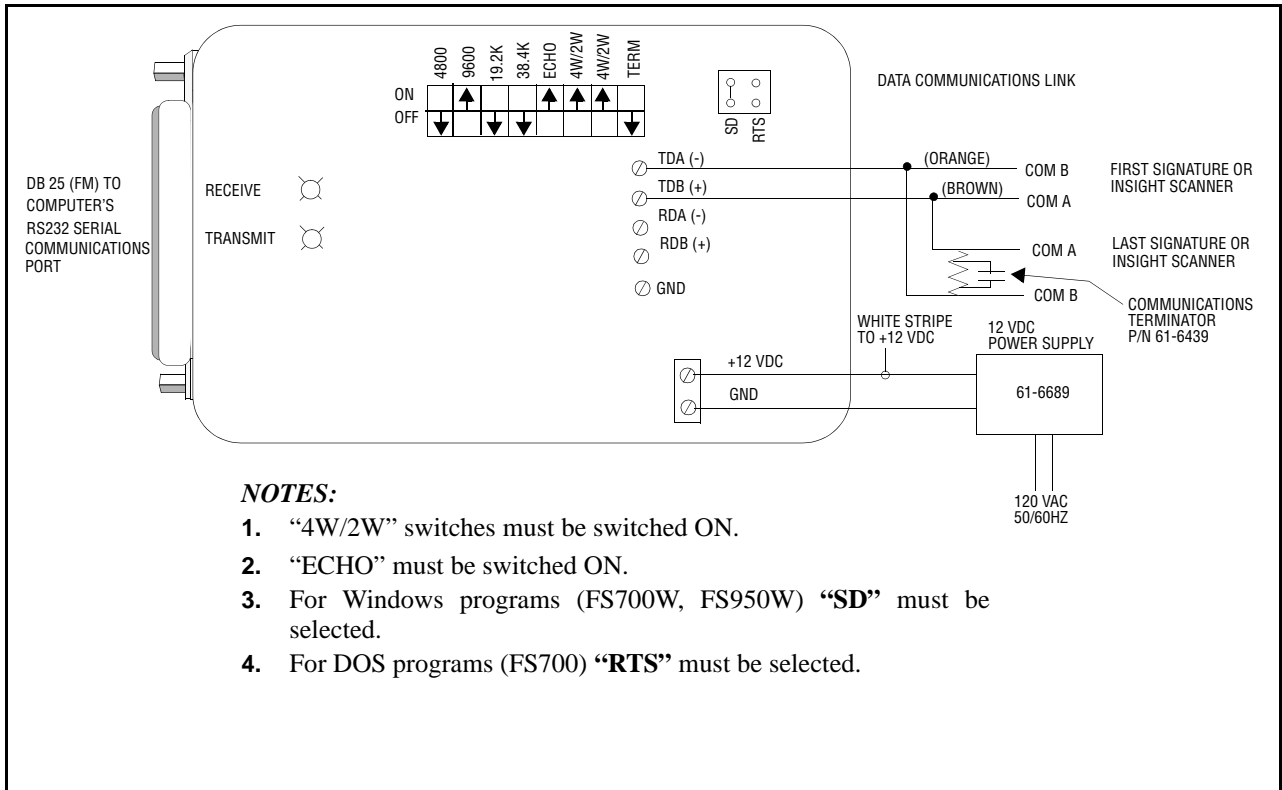 4800
9600
19.2K
38.4K
ECHO
4W/2W
4W/2W
TERM
ON
OFF
SD
RTS
DATA COMMUNICATIONS LINK
DB 25 (FM) TO
COMPUTER'S
RS232 SERIAL
COMMUNICATIONS
PORT
RECEIVE
TRANSMIT
TDA (-)
TDB (+)
RDA (-)
RDB (+)
GND
(ORANGE)
(BROWN)
COM B
COM A
FIRST SIGNATURE OR
INSIGHT SCANNER
COM A
COM B
LAST SIGNATURE OR
INSIGHT SCANNER
COMMUNICATIONS
TERMINATOR
P/N 61-6439
WHITE STRIPE
TO +12 VDC
12 VDC
POWER SUPPLY
+12 VDC
GND
61-6689
120 VAC
50/60HZ
NOTES:
1. “4W/2W” switches must be switched ON.
2. “ECHO” must be switched ON.
3. For Windows programs (FS700W, FS950W) “SD” must be
selected.
4. For DOS programs (FS700) “RTS” must be selected.